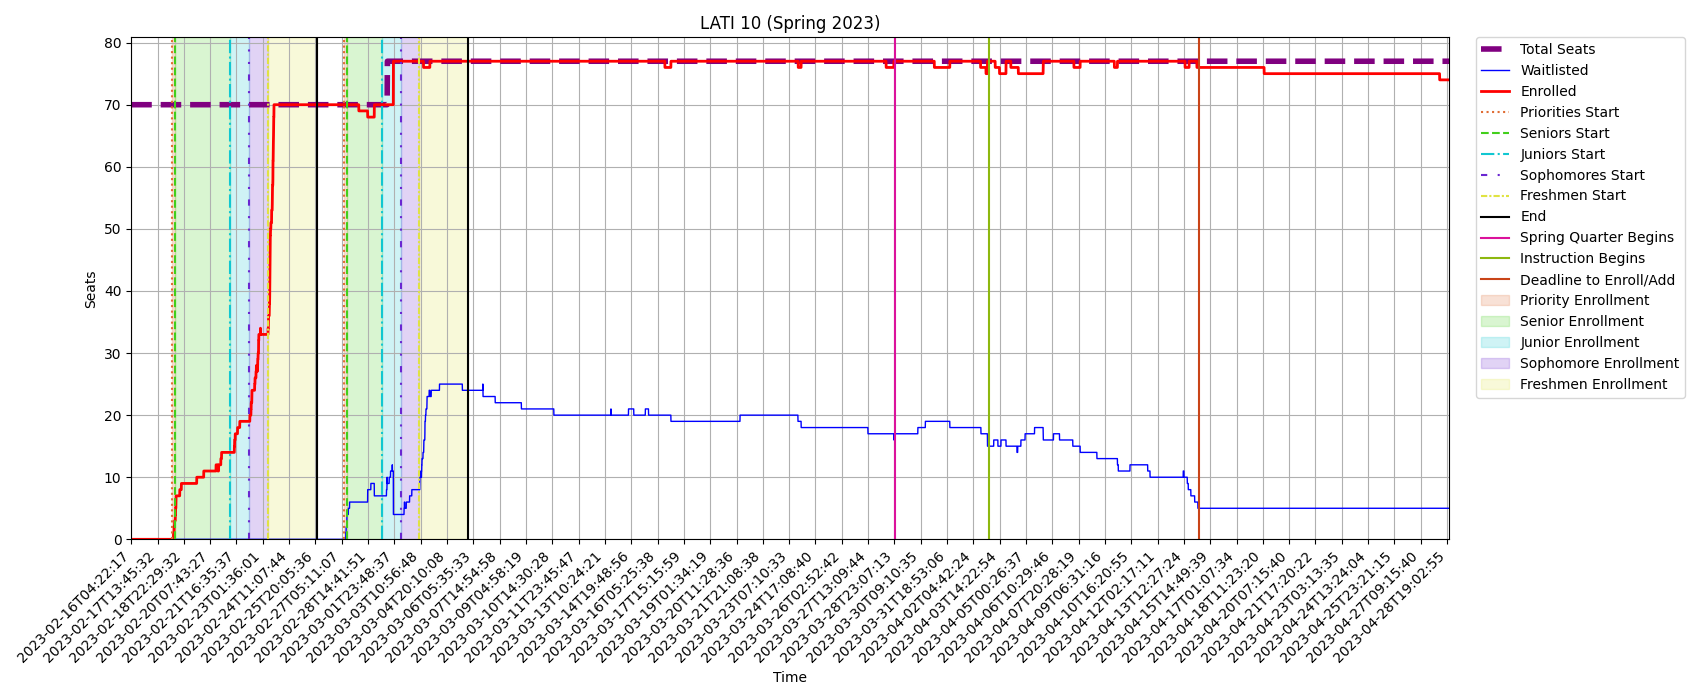 LATI 10 (Spring 2023)
80
70
60
50
40
30
20
10
0
Seats
2023-02-16T04:22:17
2023-02-17T13:45:32
2023-02-18T22:29:32
2023-02-20T07:43:27
2023-02-21T16:35:37
2023-02-23T01:36:01
2023-02-24T11:07:44
2023-02-25T20:05:36
2023-02-27T05:11:07
2023-02-28T14:41:51
2023-03-01T23:48:37
2023-03-03T10:56:48
2023-03-04T20:10:08
2023-03-06T05:35:33
2023-03-07T14:54:58
2023-03-09T04:58:19
2023-03-10T14:30:28
2023-03-11T23:45:47
2023-03-13T10:24:21
2023-03-14T19:48:56
2023-03-16T05:25:38
2023-03-17T15:15:59
2023-03-19T01:34:19
2023-03-20T11:28:36
2023-03-21T21:08:38
2023-03-23T07:10:33
2023-03-24T17:08:40
2023-03-26T02:52:42
2023-03-27T13:09:44
2023-03-28T23:07:13
2023-03-30T09:10:35
2023-03-31T18:53:06
2023-04-02T04:42:24
2023-04-03T14:22:54
2023-04-05T00:26:37
2023-04-06T10:29:46
2023-04-07T20:28:19
2023-04-09T06:31:16
2023-04-10T16:20:55
2023-04-12T02:17:11
2023-04-13T12:27:24
2023-04-15T14:49:39
2023-04-17T01:07:34
2023-04-18T11:23:20
2023-04-20T07:15:40
2023-04-21T17:20:22
2023-04-23T03:13:35
2023-04-24T13:24:04
2023-04-25T23:21:15
2023-04-27T09:15:40
2023-04-28T19:02:55
Time
Total Seats
Waitlisted
Enrolled
Priorities Start
Seniors Start
Juniors Start
Sophomores Start
Freshmen Start
End
Spring Quarter Begins
Instruction Begins
Deadline to Enroll/Add
Priority Enrollment
Senior Enrollment
Junior Enrollment
Sophomore Enrollment
Freshmen Enrollment